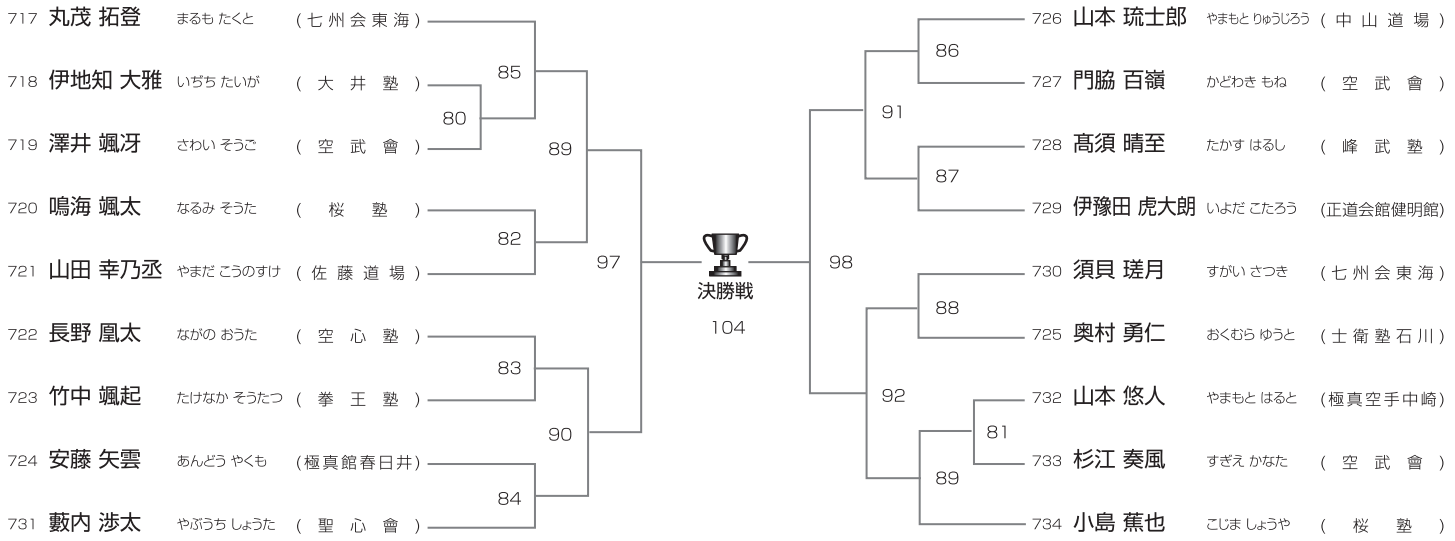 717 丸茂 拓登 まるも たくと (七州会東海)
718 伊地知 大雅 いぢち たいが (大井塾)
719 澤井 颯冴 さわい そうご (空武會)
720 鳴海 颯太 なるみ そうた (桜塾)
721 山田 幸乃丞 やまだ こうのすけ (佐藤道場)
722 長野 凰太 ながの おうた (空心塾)
723 竹中 颯起 たけなか そうたつ (拳王塾)
724 安藤 矢雲 あんどう やくも (極真館春日井)
731 藪内 渉太 やぶうち しょうた (聖心會)
85
80
89
82
97
83
90
84
決勝戦
104
726 山本 琉士郎 やまもと りゅうじろう (中山道場)
727 門脇 百嶺 かどわき もね (空武會)
728 髙須 晴至 たかす はるし (峰武塾)
729 伊豫田 虎大朗 いよだ こたろう (正道会館健明館)
730 須貝 瑳月 すがい さつき (七州会東海)
725 奥村 勇仁 おくむら ゆうと (士衛塾石川)
732 山本 悠人 やまもと はると (極真空手中崎)
733 杉江 奏風 すぎえ かなた (空武會)
734 小島 蕉也 こじま しょうや (桜塾)
86
91
87
98
88
92
81
89